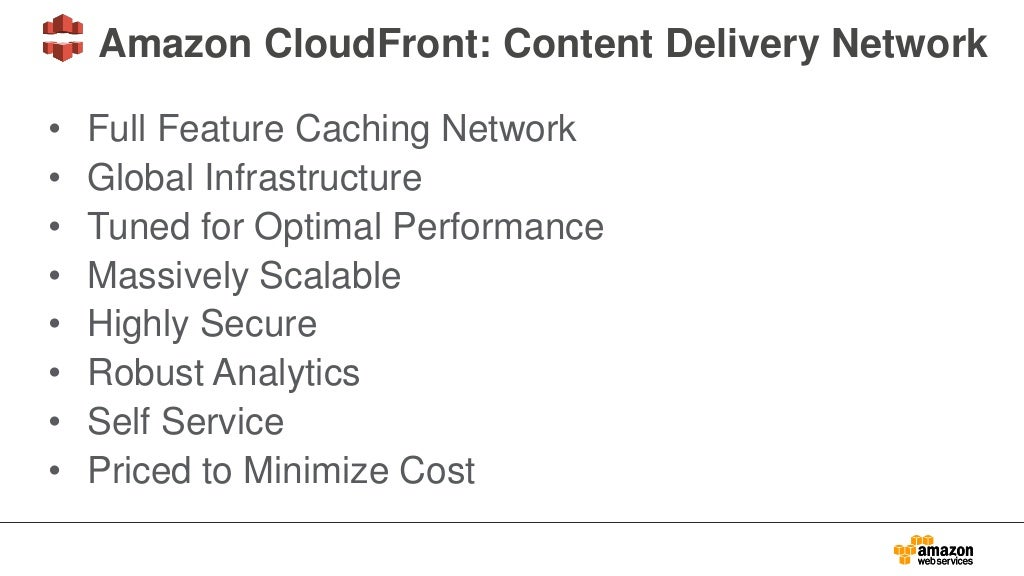 Amazon CloudFront: Content Delivery Network
• Full Feature Caching Network
• Global Infrastructure
• Tuned for Optimal Performance
• Massively Scalable
• Highly Secure
• Robust Analytics
• Self Service
• Priced to Minimize Cost
amazon
webservices